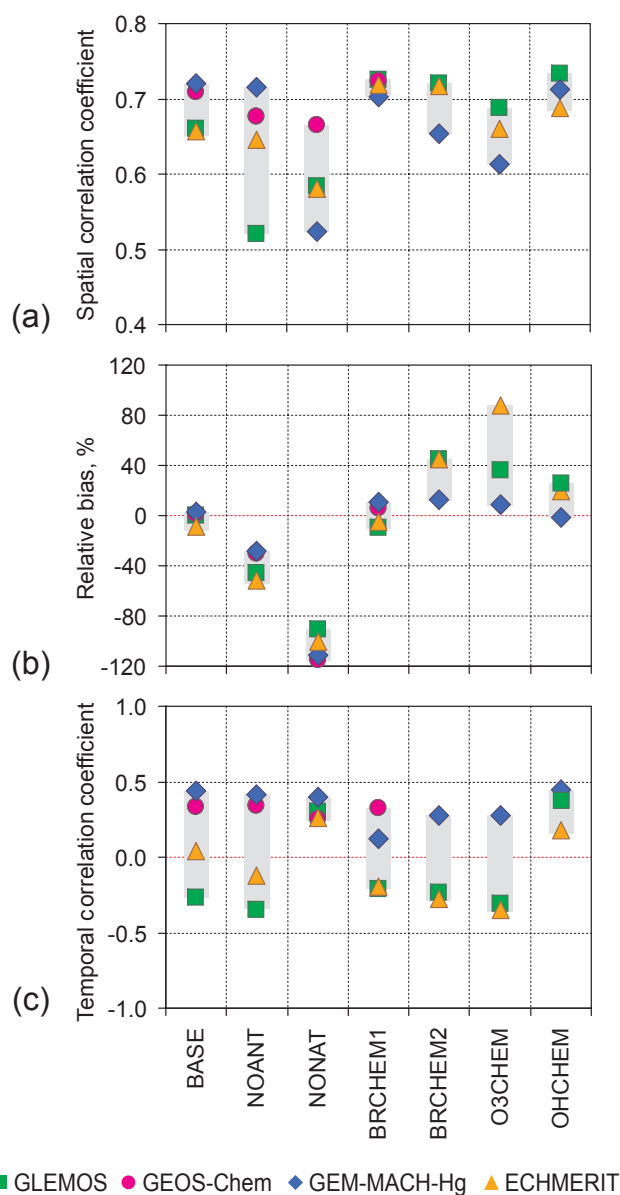 0.8
0.7
0.6
0.5
0.4
Spatial correlation coefficient
(a)
120
80
40
0
-40
-80
-120
Relative bias, %
(b)
1.0
0.5
0.0
-0.5
-1.0
Temporal correlation coefficient
(c)
BASE
NOANT
NONAT
BRCHEM1
BRCHEM2
O3CHEM
OHCHEM
GLEMOS GEOS-Chem GEM-MACH-Hg ECHMERIT